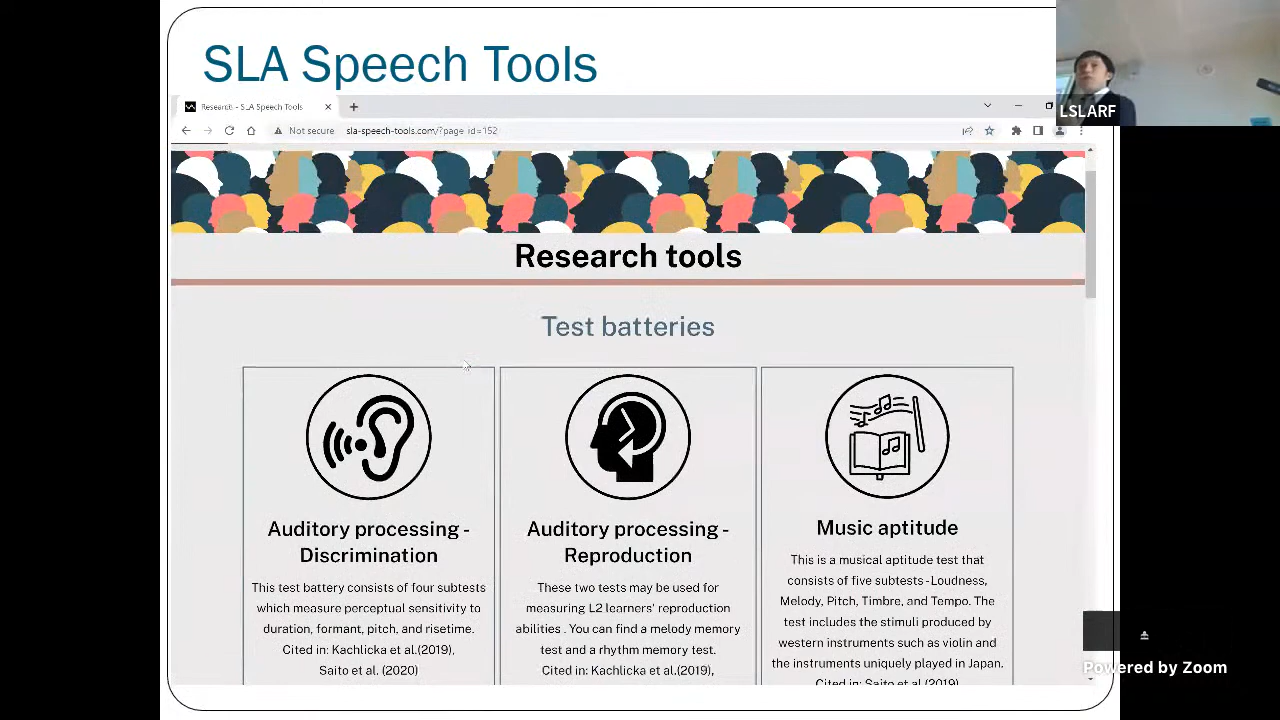 SLA Speech Tools
Research - SLA Speech Tools
LSLARF
Not secure
sla-speech-tools.com/?page_id=152
Research tools
Test batteries
Auditory processing -
Discrimination
This test battery consists of four subtests
which measure perceptual sensitivity to
duration, formant, pitch, and risetime.
Cited in: Kachlicka et al.(2019),
Saito et al. (2020)
Auditory processing -
Reproduction
These two tests may be used for
measuring L2 learners' reproduction
abilities . You can find a melody memory
test and a rhythm memory test.
Cited in: Kachlicka et al.(2019),
Music aptitude
This is a musical aptitude test that
consists of five subtests - Loudness,
Melody, Pitch, Timbre, and Tempo. The
test includes the stimuli produced by
western instruments such as violin and
the instruments uniquely played in Japan.
Cited in: Saito et al.(2019)
Powered by Zoom